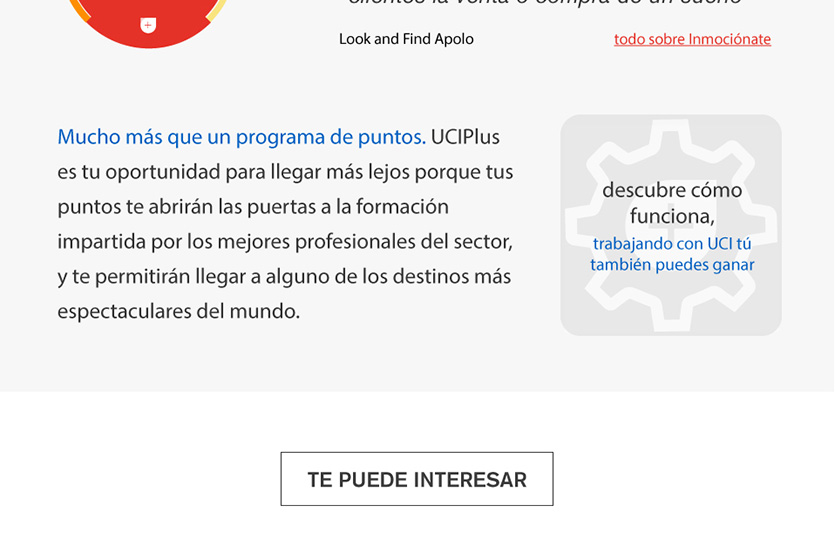 clientes la venta o compra de un sueño
Look and Find Apolo
todo sobre Inmociónate
Mucho más que un programa de puntos. UCIPlus
es tu oportunidad para llegar más lejos porque tus
puntos te abrirán las puertas a la formación
impartida por los mejores profesionales del sector,
y te permitirán llegar a alguno de los destinos más
espectaculares del mundo.
descubre cómo
funciona,
trabajando con UCI tú
también puedes ganar
TE PUEDE INTERESAR